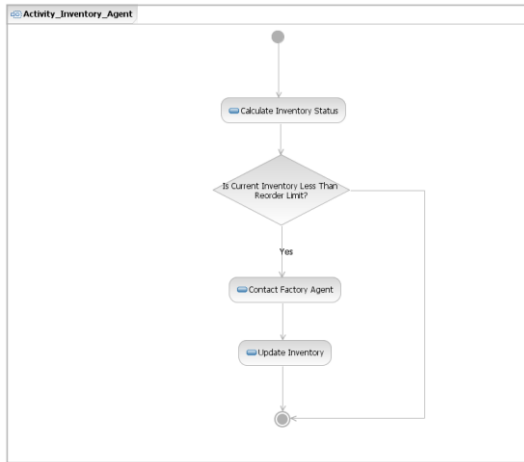 Activity_Inventory_Agent
Calculate Inventory Status
Is Current Inventory Less Than
Reorder Limit?
Yes
Contact Factory Agent
Update Inventory